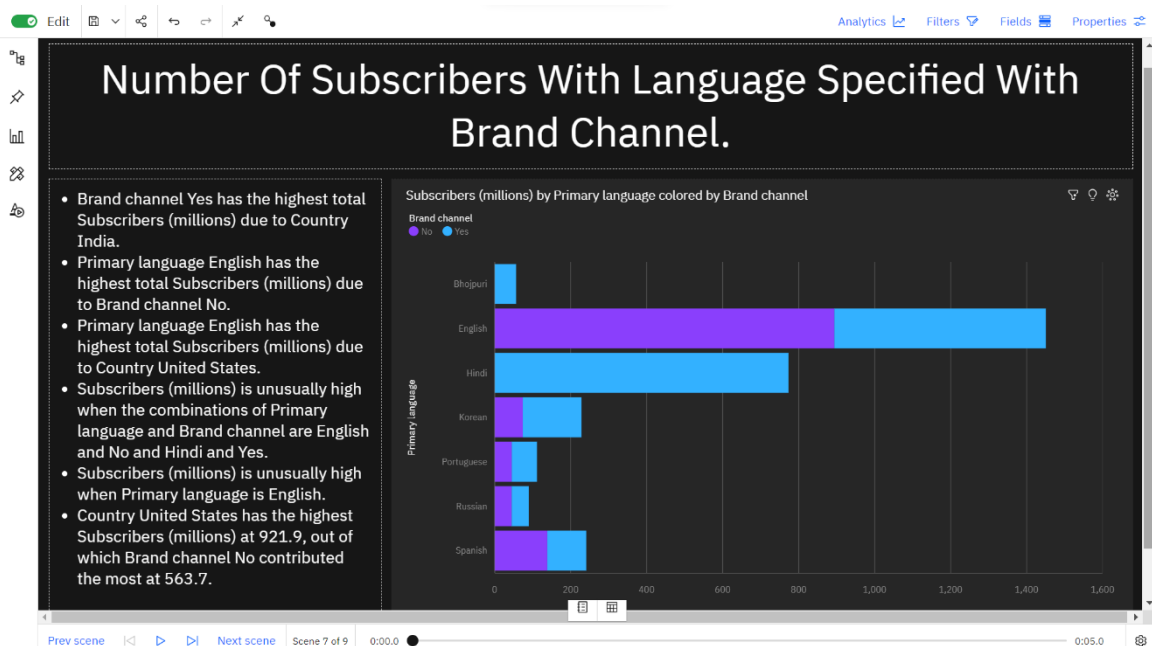 Edit
Analytics
Filters
Fields
Properties
Number Of Subscribers With Language Specified With
Brand Channel.
• Brand channel Yes has the highest total
Subscribers (millions) due to Country
India.
• Primary language English has the
highest total Subscribers (millions) due
to Brand channel No.
• Primary language English has the
highest total Subscribers (millions) due
to Country United States.
• Subscribers (millions) is unusually high
when the combinations of Primary
language and Brand channel are English
and No and Hindi and Yes.
• Subscribers (millions) is unusually high
when Primary language is English.
• Country United States has the highest
Subscribers (millions) at 921.9, out of
which Brand channel No contributed
the most at 563.7.
Subscribers (millions) by Primary language colored by Brand channel
Brand channel
No Yes
Primary language
Bhojpuri
English
Hindi
Korean
Portuguese
Russian
Spanish
0 200 400 600 800 1,000 1,200 1,400 1,600
Prev scene
Next scene
Scene 7 of 9
0:00.0
0:05.0